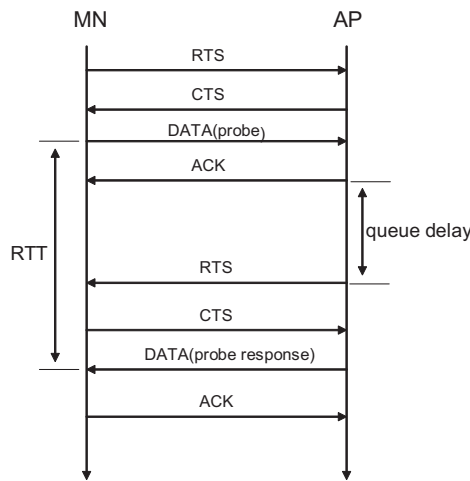 MN
AP
RTS
CTS
DATA(probe)
ACK
queue delay
RTT
RTS
CTS
DATA(probe response)
ACK